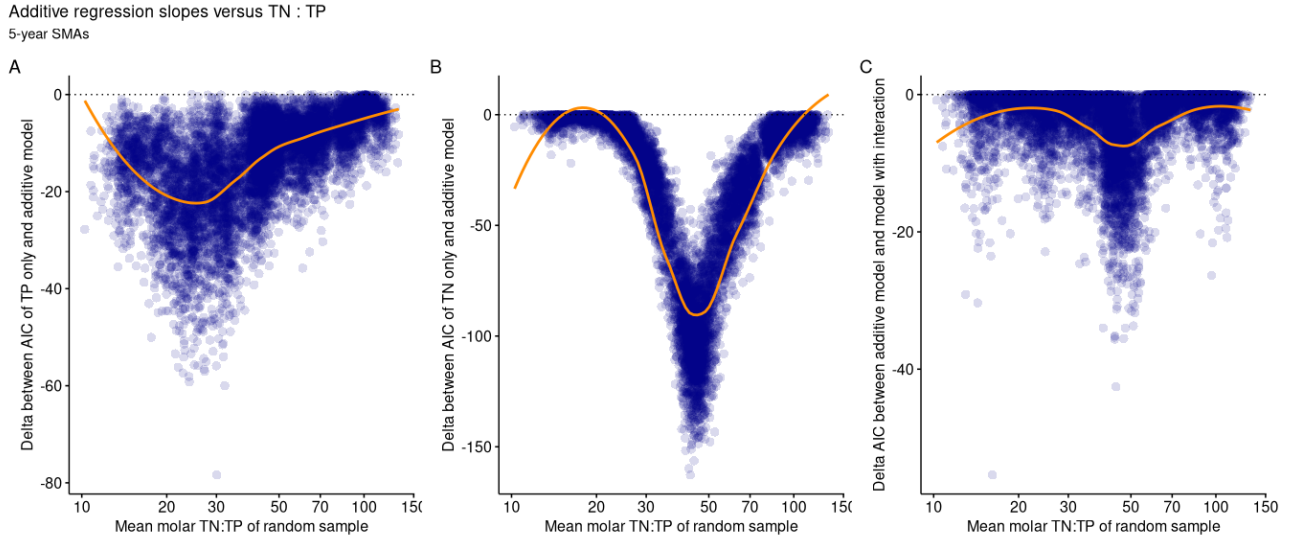 Additive regression slopes versus TN : TP
5-year SMAs
A
B
C
Delta between AIC of TP only and additive model
0
-20
-40
-60
-80
10 20 30 50 70 100 150
Mean molar TN:TP of random sample
Delta between AIC of TN only and additive model
0
-50
-100
-150
10 20 30 50 70 100 150
Mean molar TN:TP of random sample
Delta AIC between additive model and model with interaction
0
-20
-40
10 20 30 50 70 100 150
Mean molar TN:TP of random sample